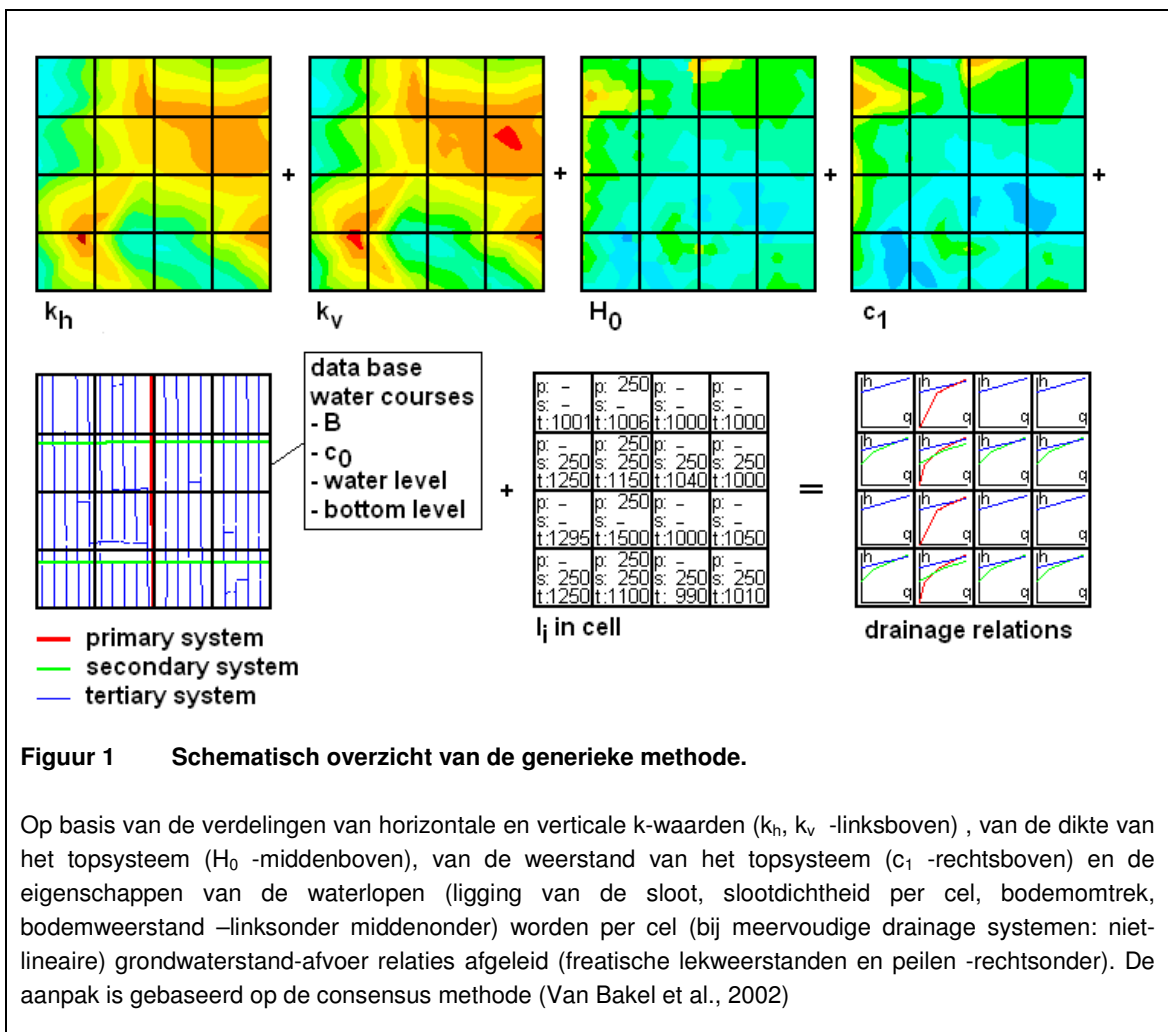 + + + +
kh kv H0 c1
data base
water courses
- B
- c0
- water level
- bottom level
+ =
p: – p: 250 p: – p: –
s: – s: – s: – s: –
t:1001 t:1006 t:1000 t:1000
p: – p: 250 p: – p: –
s: 250 s: 250 s: 250 s: 250
t:1250 t:1150 t:1040 t:1000
p: – p: 250 p: – p: –
s: – s: – s: – s: –
t:1295 t:1500 t:1000 t:1050
p: – p: 250 p: – p: –
s: 250 s: 250 s: 250 s: 250
t:1250 t:1100 t: 990 t:1010
h h h h
q q q q
h h h h
q q q q
h h h h
q q q q
h h h h
q q q q
li in cell
drainage relations
primary system
secondary system
tertiary system
Figuur 1 Schematisch overzicht van de generieke methode.
Op basis van de verdelingen van horizontale en verticale k-waarden (kh, kv -linksboven) , van de dikte van
het topsysteem (H0 -middenboven), van de weerstand van het topsysteem (c1 -rechtsboven) en de
eigenschappen van de waterlopen (ligging van de sloot, slootdichtheid per cel, bodemomtrek,
bodemweerstand –linksonder middenonder) worden per cel (bij meervoudige drainage systemen: niet-
lineaire) grondwaterstand-afvoer relaties afgeleid (freatische lekweerstanden en peilen -rechtsonder). De
aanpak is gebaseerd op de consensus methode (Van Bakel et al., 2002)